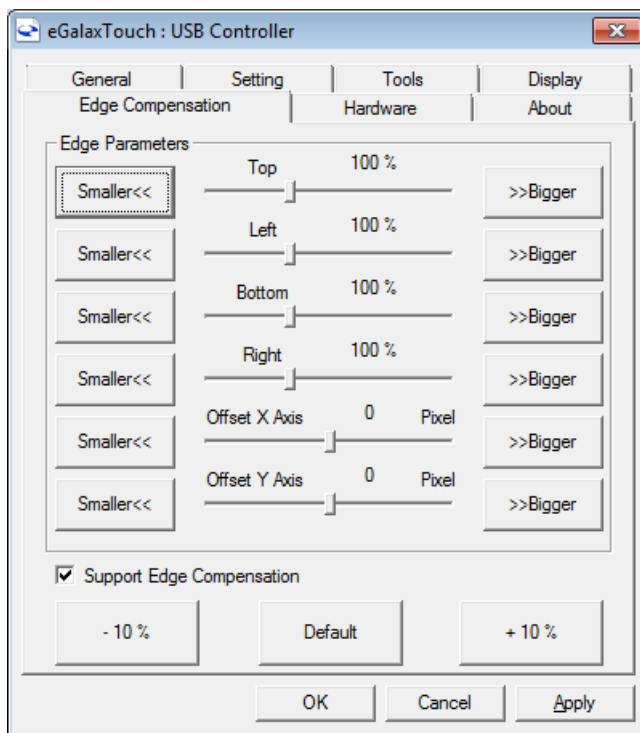 eGalaxTouch : USB Controller
General Setting Tools Display
Edge Compensation Hardware About
Edge Parameters
Top 100 %
Smaller<< >>Bigger
Left 100 %
Smaller<< >>Bigger
Bottom 100 %
Smaller<< >>Bigger
Right 100 %
Smaller<< >>Bigger
Offset X Axis 0 Pixel
Smaller<< >>Bigger
Offset Y Axis 0 Pixel
Smaller<< >>Bigger
Support Edge Compensation
- 10 % Default + 10 %
OK Cancel Apply